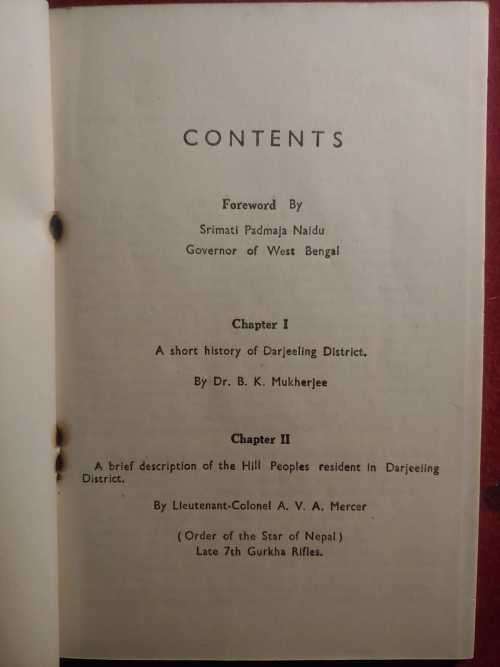 CONTENTS
Foreword By
Srimati Padmaja Naidu
Governor of West Bengal
Chapter I
A short history of Darjeeling District.
By Dr. B. K. Mukherjee
Chapter II
A brief description of the Hill Peoples resident in Darjeeling
District.
By Lieutenant-Colonel A. V. A. Mercer
(Order of the Star of Nepal)
Late 7th Gurkha Rifles.